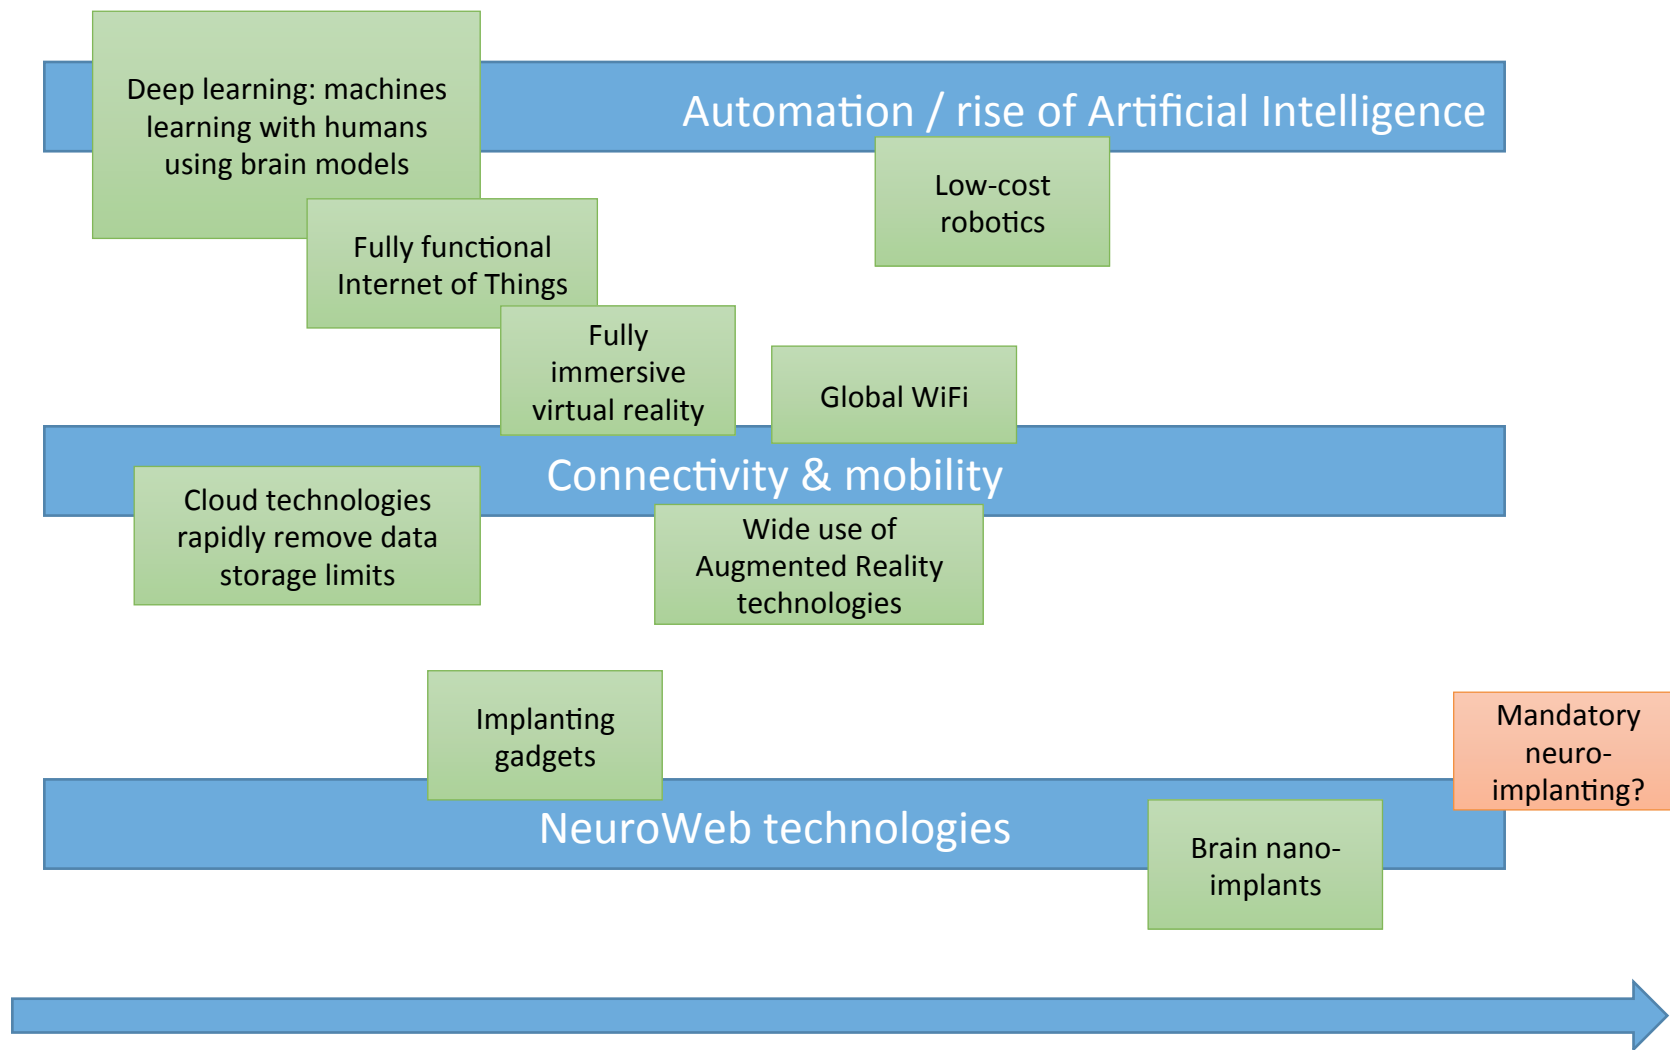 Deep learning: machines
learning with humans
using brain models
Automation / rise of Artificial Intelligence
Low-cost
robotics
Fully functional
Internet of Things
Fully
immersive
virtual reality
Global WiFi
Connectivity & mobility
Cloud technologies
rapidly remove data
storage limits
Wide use of
Augmented Reality
technologies
Implanting
gadgets
Mandatory
neuro-
implanting?
NeuroWeb technologies
Brain nano-
implants